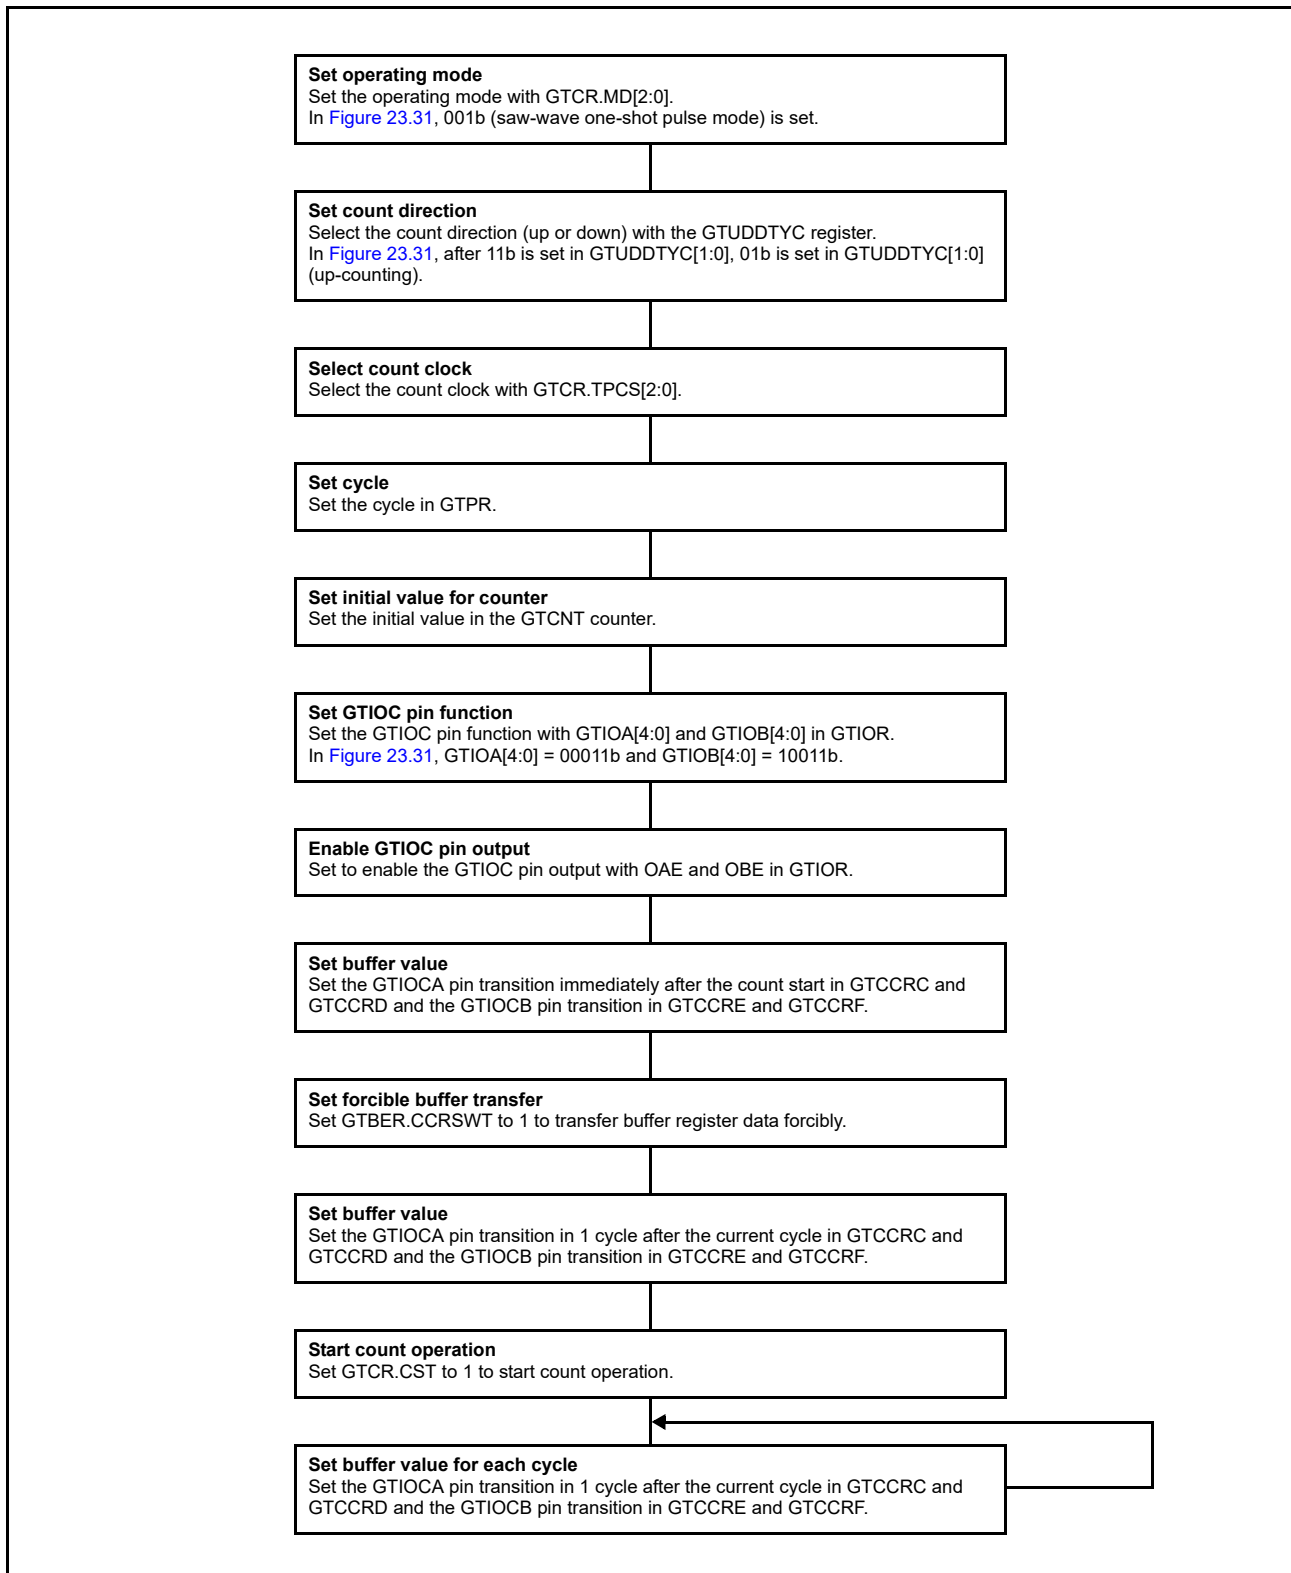 Set operating mode
Set the operating mode with GTCR.MD[2:0].
In Figure 23.31, 001b (saw-wave one-shot pulse mode) is set.
Set count direction
Select the count direction (up or down) with the GTUDDTYC register.
In Figure 23.31, after 11b is set in GTUDDTYC[1:0], 01b is set in GTUDDTYC[1:0]
(up-counting).
Select count clock
Select the count clock with GTCR.TPCS[2:0].
Set cycle
Set the cycle in GTPR.
Set initial value for counter
Set the initial value in the GTCNT counter.
Set GTIOC pin function
Set the GTIOC pin function with GTIOA[4:0] and GTIOB[4:0] in GTIOR.
In Figure 23.31, GTIOA[4:0] = 00011b and GTIOB[4:0] = 10011b.
Enable GTIOC pin output
Set to enable the GTIOC pin output with OAE and OBE in GTIOR.
Set buffer value
Set the GTIOCA pin transition immediately after the count start in GTCCRC and
GTCCRD and the GTIOCB pin transition in GTCCRE and GTCCRF.
Set forcible buffer transfer
Set GTBER.CCRSWT to 1 to transfer buffer register data forcibly.
Set buffer value
Set the GTIOCA pin transition in 1 cycle after the current cycle in GTCCRC and
GTCCRD and the GTIOCB pin transition in GTCCRE and GTCCRF.
Start count operation
Set GTCR.CST to 1 to start count operation.
Set buffer value for each cycle
Set the GTIOCA pin transition in 1 cycle after the current cycle in GTCCRC and
GTCCRD and the GTIOCB pin transition in GTCCRE and GTCCRF.